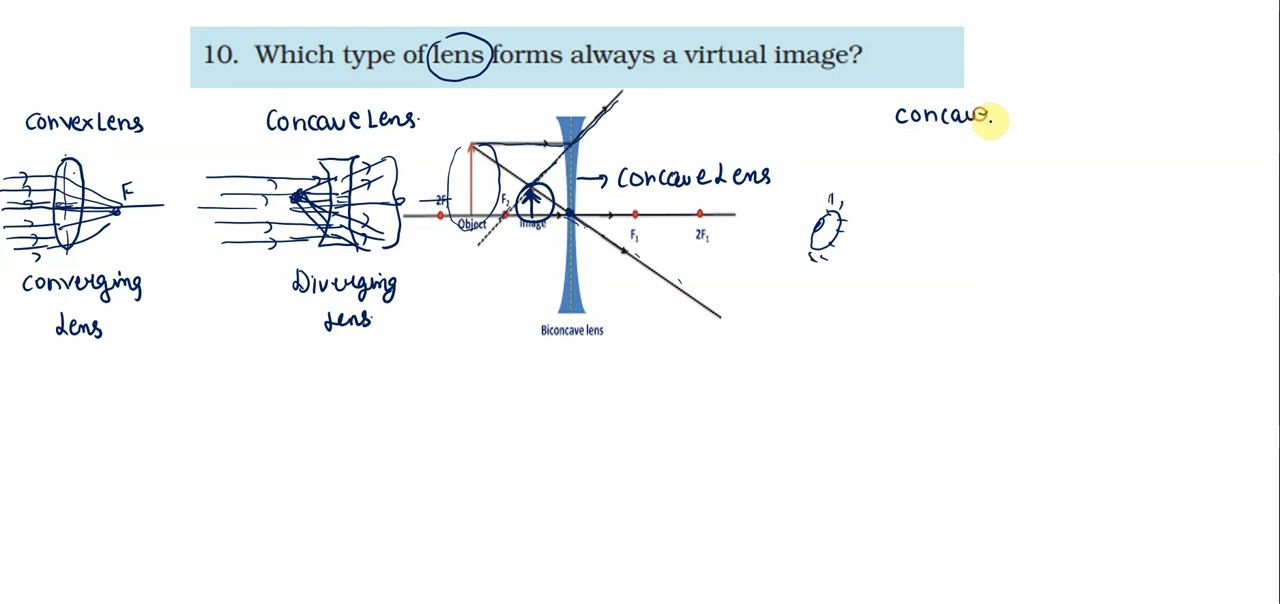 10. Which type of lens forms always a virtual image?
Convex Lens
Concave Lens.
concave.
F
2F
F₂
Concave Lens
Object
Image
F₁
2F₁
Converging
Lens
Diverging
Lens
Biconcave lens